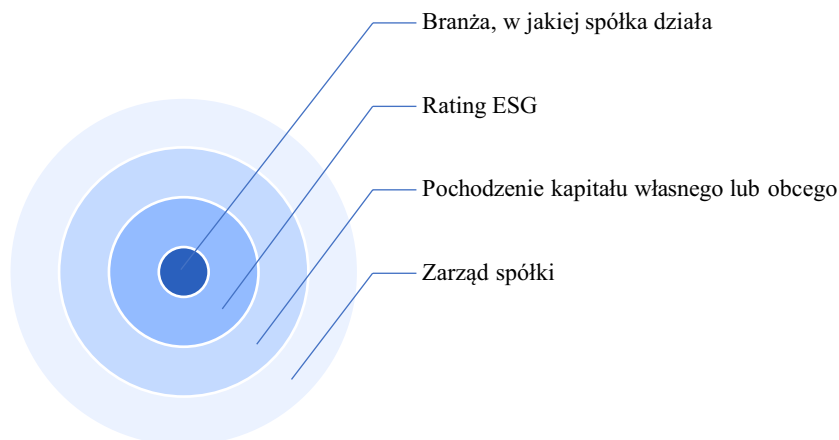 Branża, w jakiej spółka działa
Rating ESG
Pochodzenie kapitału własnego lub obcego
Zarząd spółki